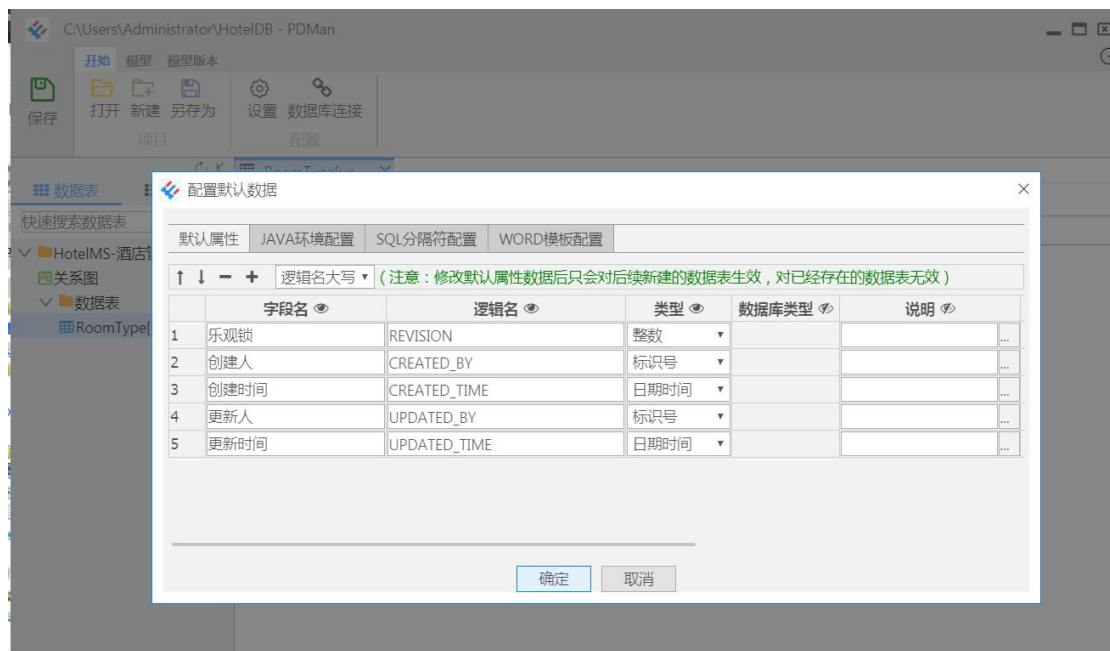 C:\Users\Administrator\HotelDB - PDMan
开始 模型 模型版本
保存 打开 新建 另存为 设置 数据库连接
项目 配置
数据表
快速搜索数据表
HotelMS-酒店
关系图
数据表
RoomType[
配置默认数据
默认属性 JAVA环境配置 SQL分隔符配置 WORD模板配置
逻辑名大写 (注意:修改默认属性数据后只会对后续新建的数据表生效,对已经存在的数据表无效)
字段名 逻辑名 类型 数据库类型 说明
1 乐观锁 REVISION 整数 ...
2 创建人 CREATED_BY 标识号 ...
3 创建时间 CREATED_TIME 日期时间 ...
4 更新人 UPDATED_BY 标识号 ...
5 更新时间 UPDATED_TIME 日期时间 ...
确定 取消